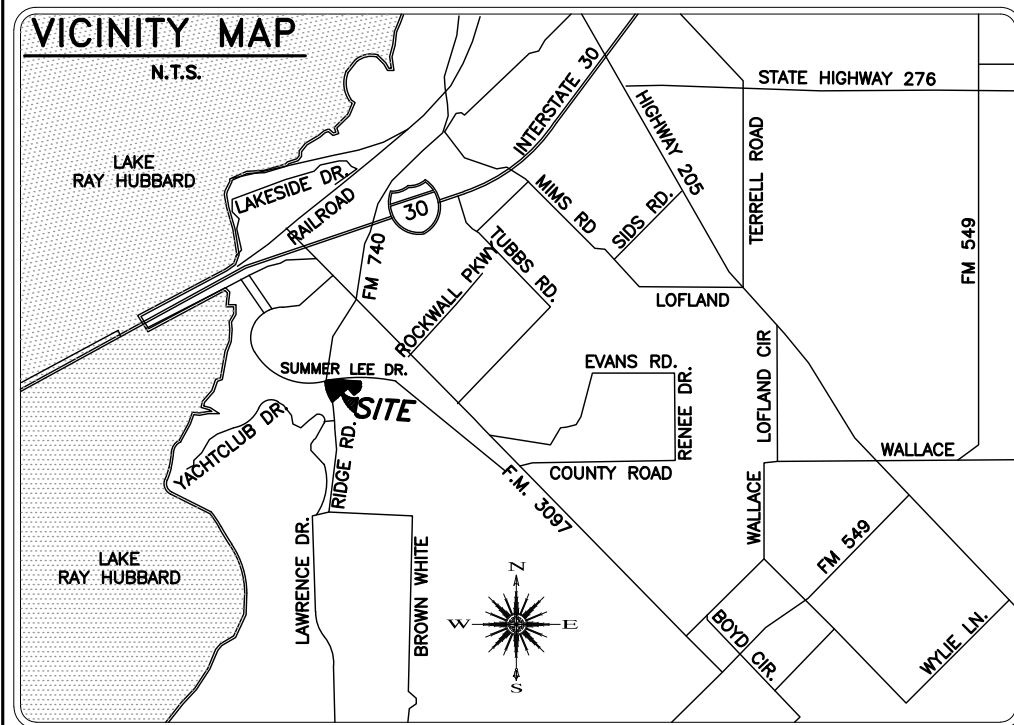 VICINITY MAP
N.T.S.
LAKE
RAY HUBBARD
LAKESIDE DR.
RAILROAD
INTERSTATE 30
30
FM 740
STATE HIGHWAY 276
HIGHWAY 205
TERRELL ROAD
FM 549
MIMS RD
SIDS RD.
TUBBS RD.
ROCKWALL PKWY
LOFLAND
SUMMER LEE DR.
SITE
EVANS RD.
RENEE DR.
LOFLAND CIR
YACHTCLUB DR.
RIDGE RD.
COUNTY ROAD
WALLACE
WALLACE
F.M. 3097
FM 549
LAKE
RAY HUBBARD
LAWRENCE DR.
BROWN WHITE
N
W
E
S
BOYD CIR.
WYLIE LN.